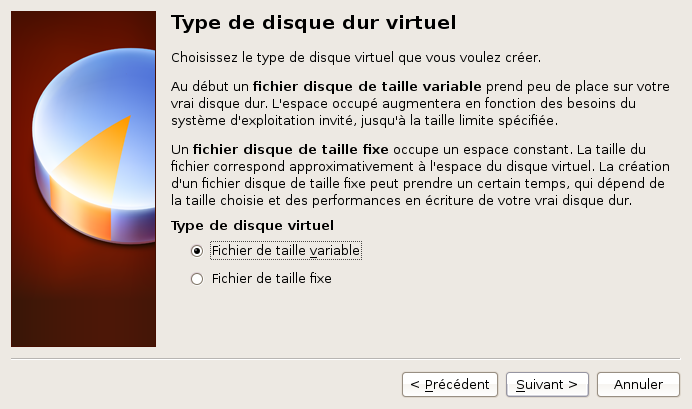 Type de disque dur virtuel
Choisissez le type de disque virtuel que vous voulez créer.
Au début un fichier disque de taille variable prend peu de place sur votre
vrai disque dur. L'espace occupé augmentera en fonction des besoins du
système d'exploitation invité, jusqu'à la taille limite spécifiée.
Un fichier disque de taille fixe occupe un espace constant. La taille du
fichier correspond approximativement à l'espace du disque virtuel. La création
d'un fichier disque de taille fixe peut prendre un certain temps, qui dépend de
la taille choisie et des performances en écriture de votre vrai disque dur.
Type de disque virtuel
Fichier de taille variable
Fichier de taille fixe
< Précédent Suivant > Annuler